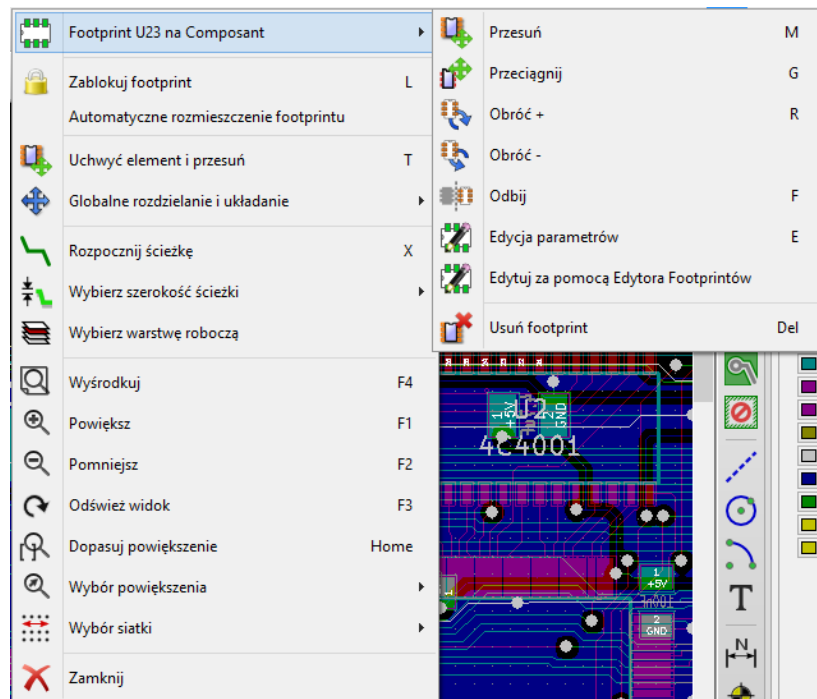 Footprint U23 na Composant
Zablokuj footprint L
Automatyczne rozmieszczenie footprintu
Uchwyć element i przesuń T
Globalne rozdzielanie i układanie
Rozpocznij ścieżkę X
Wybierz szerokość ścieżki
Wybierz warstwę roboczą
Wyśrodkuj F4
Powiększ F1
Pomniejsz F2
Odśwież widok F3
Dopasuj powiększenie Home
Wybór powiększenia
Wybór siatki
Zamknij
Przesuń M
Przeciągnij G
Obróć + R
Obróć -
Odbij F
Edycja parametrów E
Edytuj za pomocą Edytora Footprintów
Usuń footprint Del
1
+5V
2
GND
4C4001
1
+5V
2
GND
T
N